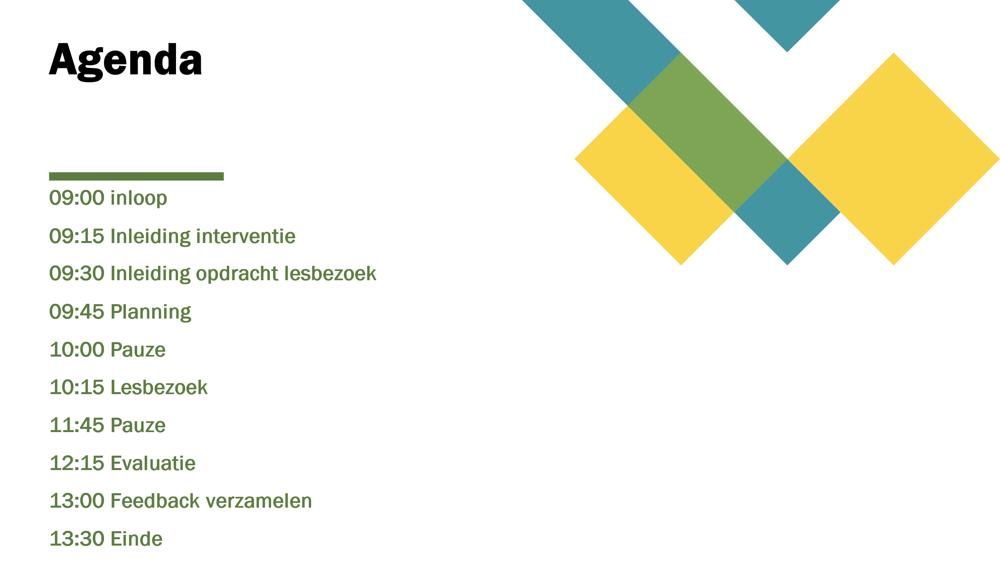 Agenda
09:00 inloop
09:15 Inleiding interventie
09:30 Inleiding opdracht lesbezoek
09:45 Planning
10:00 Pauze
10:15 Lesbezoek
11:45 Pauze
12:15 Evaluatie
13:00 Feedback verzamelen
13:30 Einde